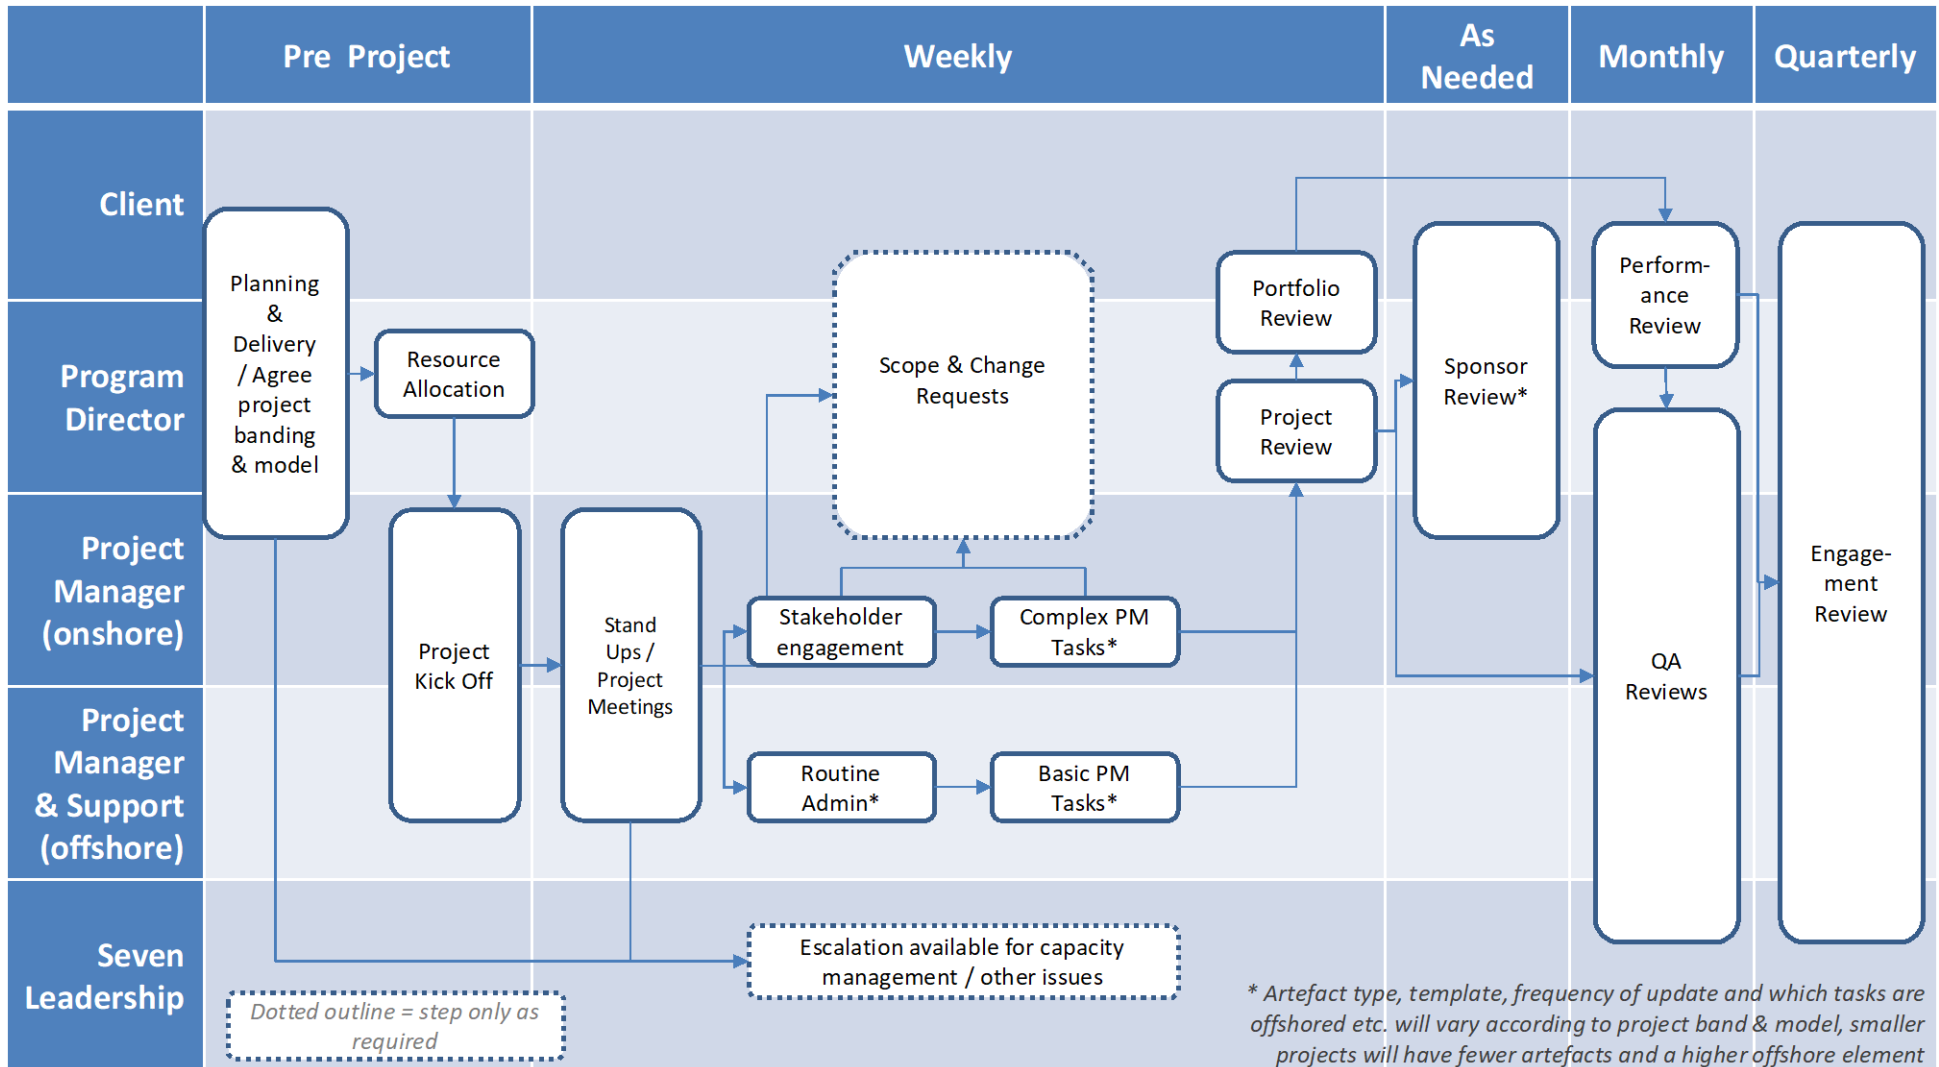 Pre Project
Weekly
As
Needed
Monthly
Quarterly
Client
Program
Director
Project
Manager
(onshore)
Project
Manager
& Support
(offshore)
Seven
Leadership
Planning
&
Delivery
/ Agree
project
banding
& model
Resource
Allocation
Project
Kick Off
Stand
Ups /
Project
Meetings
Scope & Change
Requests
Stakeholder
engagement
Complex PM
Tasks*
Routine
Admin*
Basic PM
Tasks*
Portfolio
Review
Project
Review
Sponsor
Review*
Perform-
ance
Review
QA
Reviews
Engage-
ment
Review
Escalation available for capacity
management / other issues
Dotted outline = step only as
required
* Artefact type, template, frequency of update and which tasks are
offshored etc. will vary according to project band & model, smaller
projects will have fewer artefacts and a higher offshore element